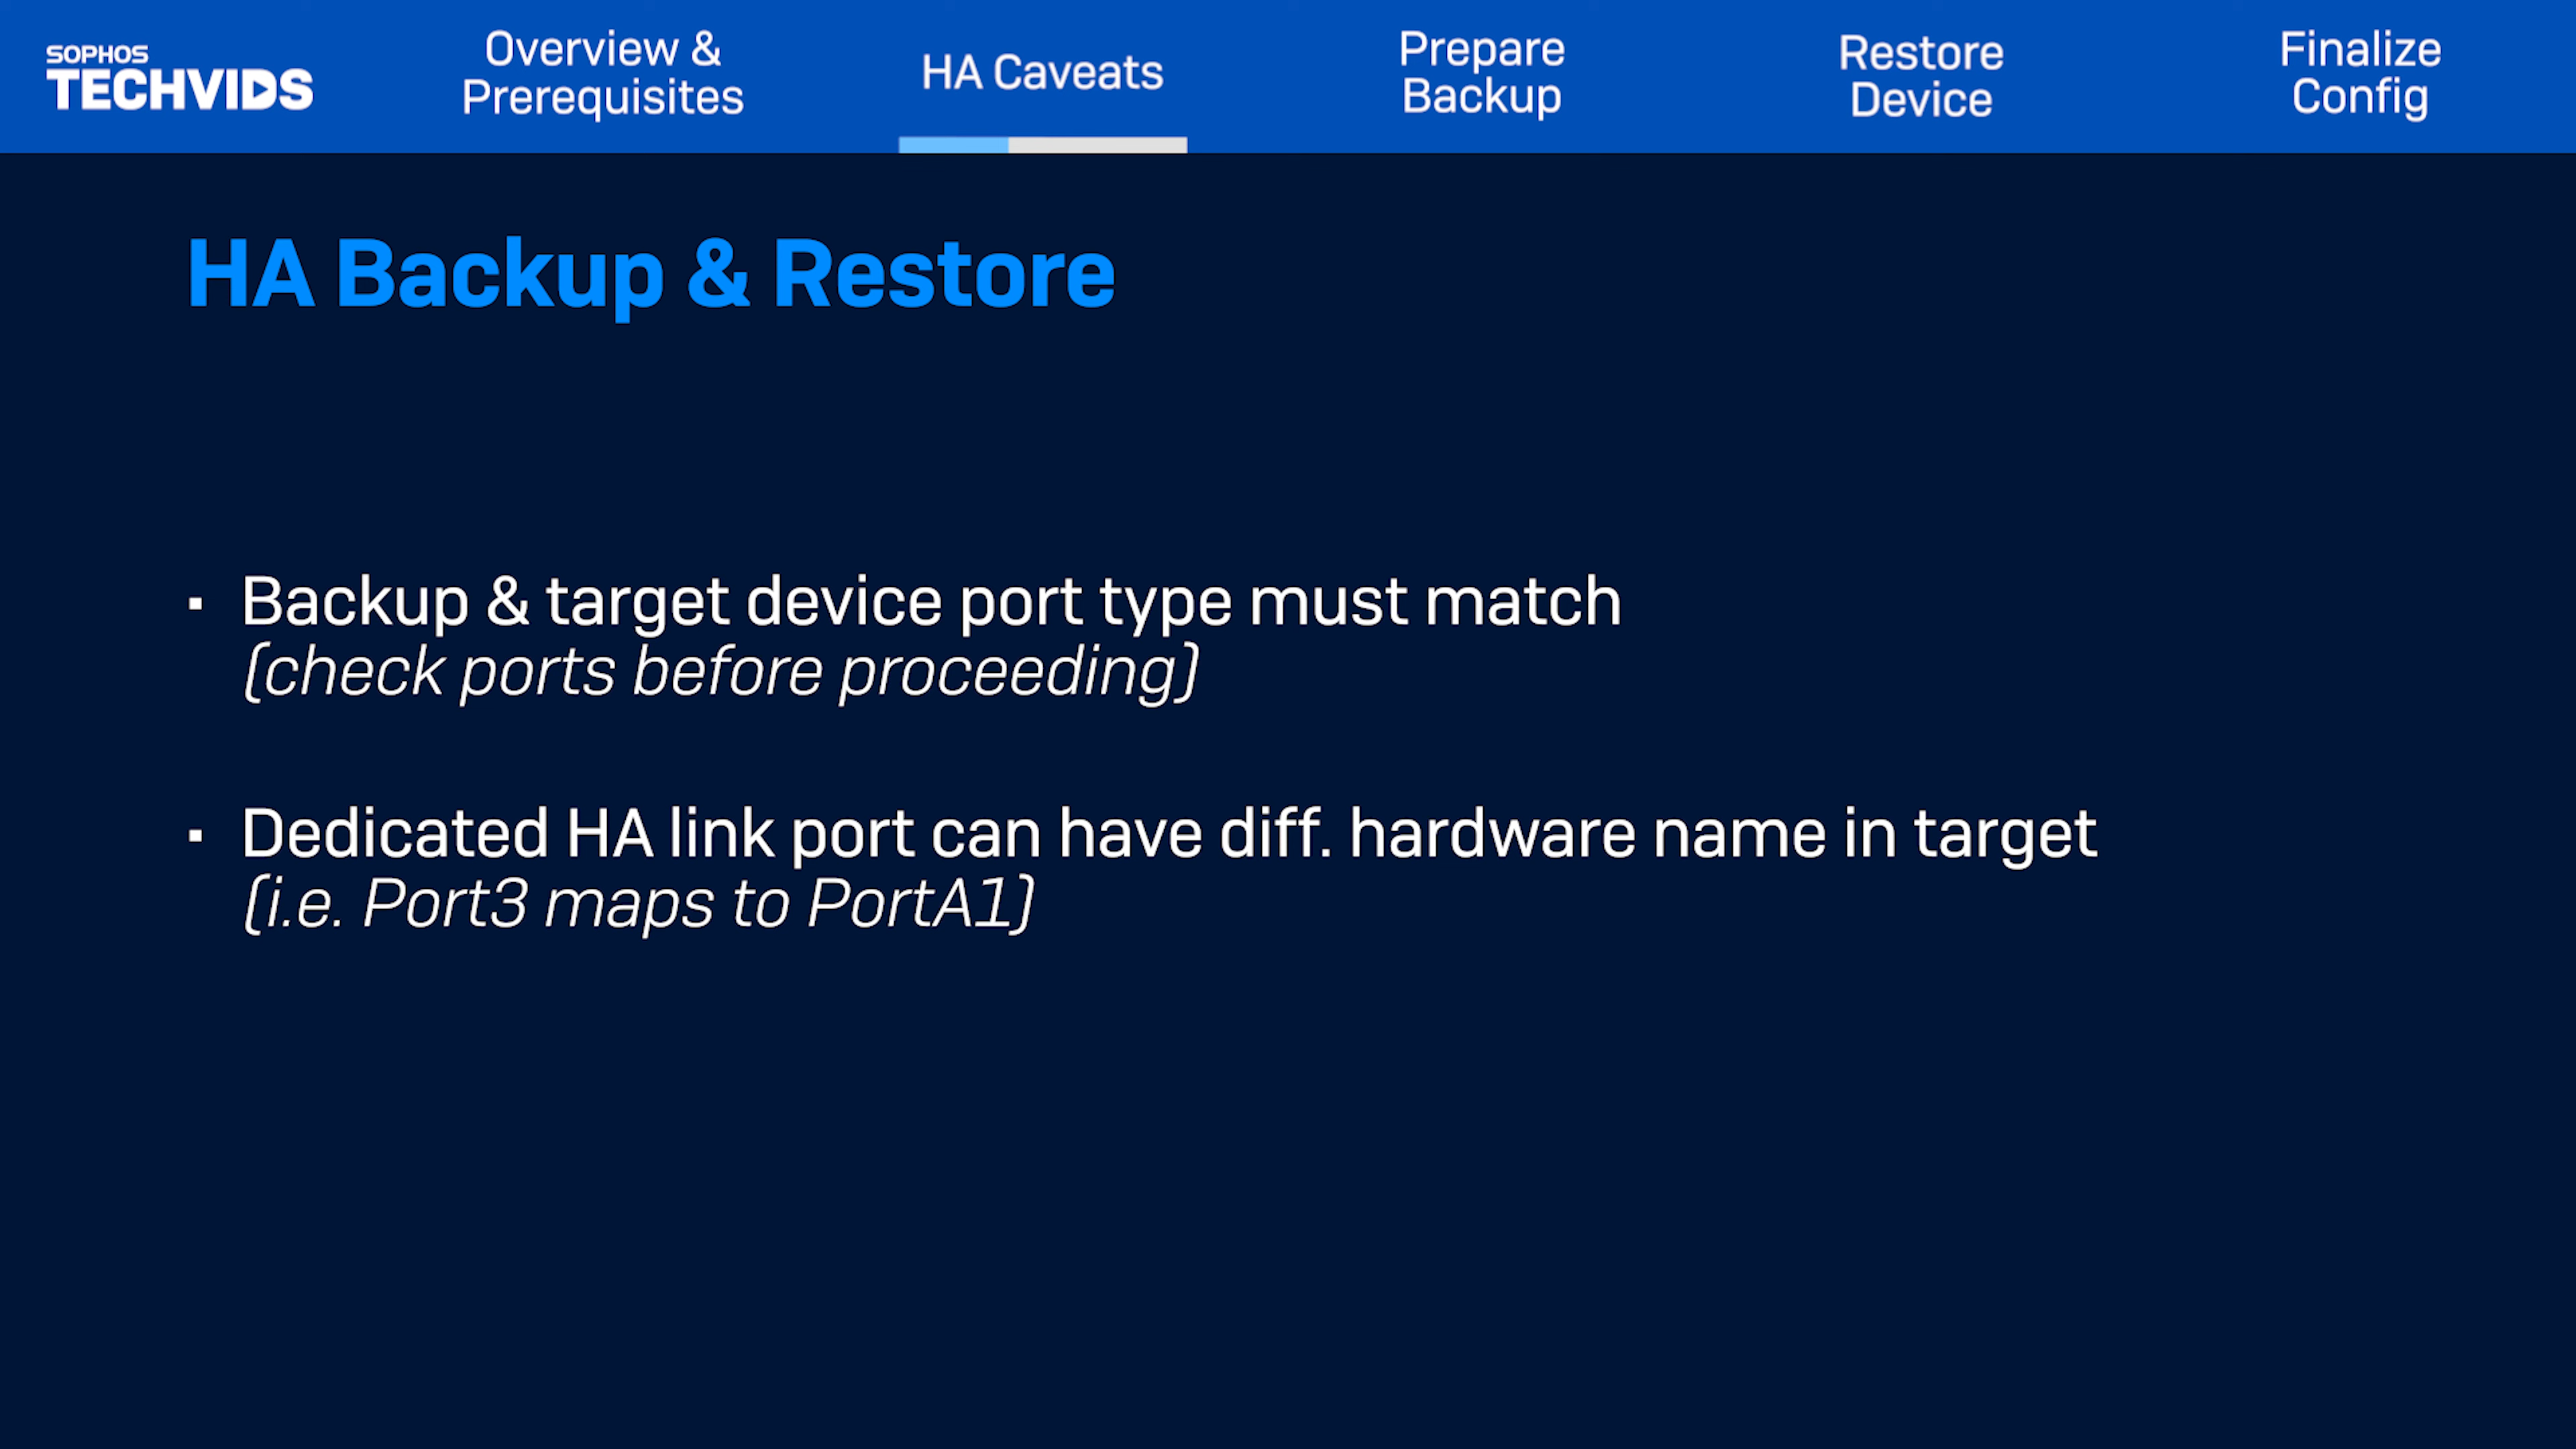 SOPHOS
TECHVIDS
Overview &
Prerequisites
HA Caveats
Prepare
Backup
Restore
Device
Finalize
Config
HA Backup & Restore
▪ Backup & target device port type must match
(check ports before proceeding)
▪ Dedicated HA link port can have diff. hardware name in target
(i.e. Port3 maps to PortA1)